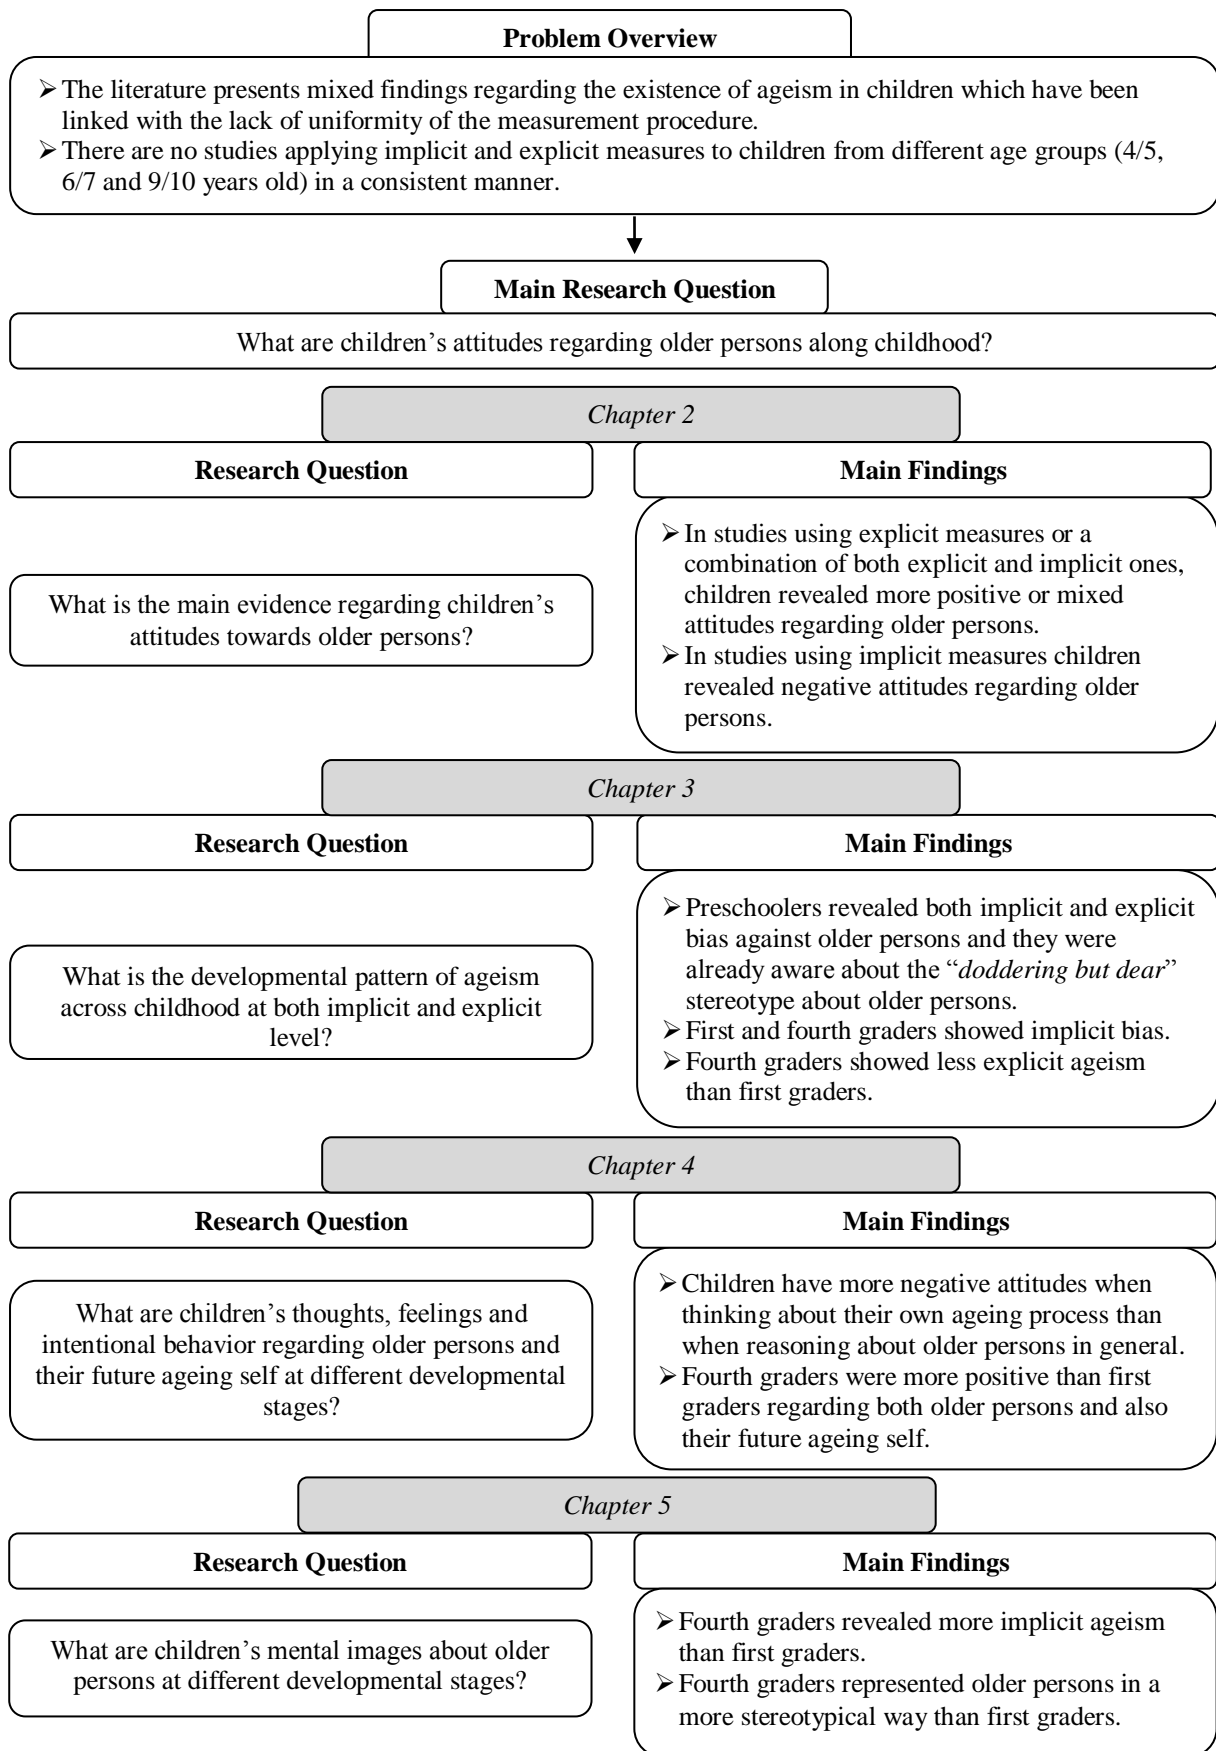 Problem Overview
➢ The literature presents mixed findings regarding the existence of ageism in children which have been
linked with the lack of uniformity of the measurement procedure.
➢ There are no studies applying implicit and explicit measures to children from different age groups (4/5,
6/7 and 9/10 years old) in a consistent manner.
Main Research Question
What are children’s attitudes regarding older persons along childhood?
Chapter 2
Research Question
What is the main evidence regarding children’s
attitudes towards older persons?
Main Findings
➢ In studies using explicit measures or a
combination of both explicit and implicit ones,
children revealed more positive or mixed
attitudes regarding older persons.
➢ In studies using implicit measures children
revealed negative attitudes regarding older
persons.
Chapter 3
Research Question
What is the developmental pattern of ageism
across childhood at both implicit and explicit
level?
Main Findings
➢ Preschoolers revealed both implicit and explicit
bias against older persons and they were
already aware about the “doddering but dear”
stereotype about older persons.
➢ First and fourth graders showed implicit bias.
➢ Fourth graders showed less explicit ageism
than first graders.
Chapter 4
Research Question
What are children’s thoughts, feelings and
intentional behavior regarding older persons and
their future ageing self at different developmental
stages?
Main Findings
➢ Children have more negative attitudes when
thinking about their own ageing process than
when reasoning about older persons in general.
➢ Fourth graders were more positive than first
graders regarding both older persons and also
their future ageing self.
Chapter 5
Research Question
What are children’s mental images about older
persons at different developmental stages?
Main Findings
➢ Fourth graders revealed more implicit ageism
than first graders.
➢ Fourth graders represented older persons in a
more stereotypical way than first graders.